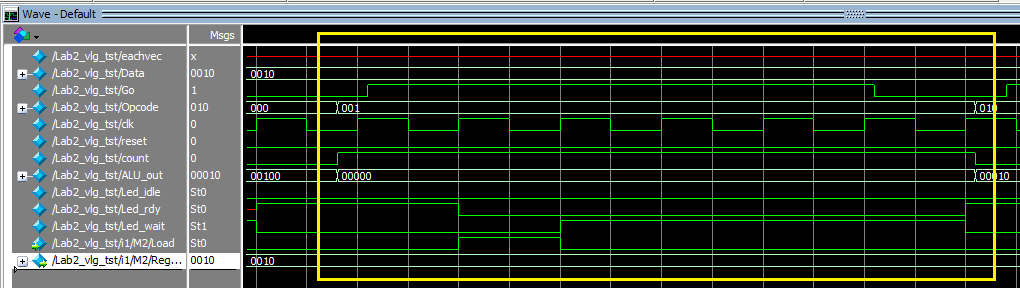 Wave - Default
Msgs
/Lab2_vlg_tst/eachvec x
/Lab2_vlg_tst/Data 0010 0010
/Lab2_vlg_tst/Go 1
/Lab2_vlg_tst/Opcode 010 000 001 010
/Lab2_vlg_tst/clk 0
/Lab2_vlg_tst/reset 0
/Lab2_vlg_tst/count 0
/Lab2_vlg_tst/ALU_out 00010 00100 00000 00010
/Lab2_vlg_tst/Led_idle St0
/Lab2_vlg_tst/Led_rdy St0
/Lab2_vlg_tst/Led_wait St1
/Lab2_vlg_tst/i1/M2/Load St0
/Lab2_vlg_tst/i1/M2/Reg... 0010 0010